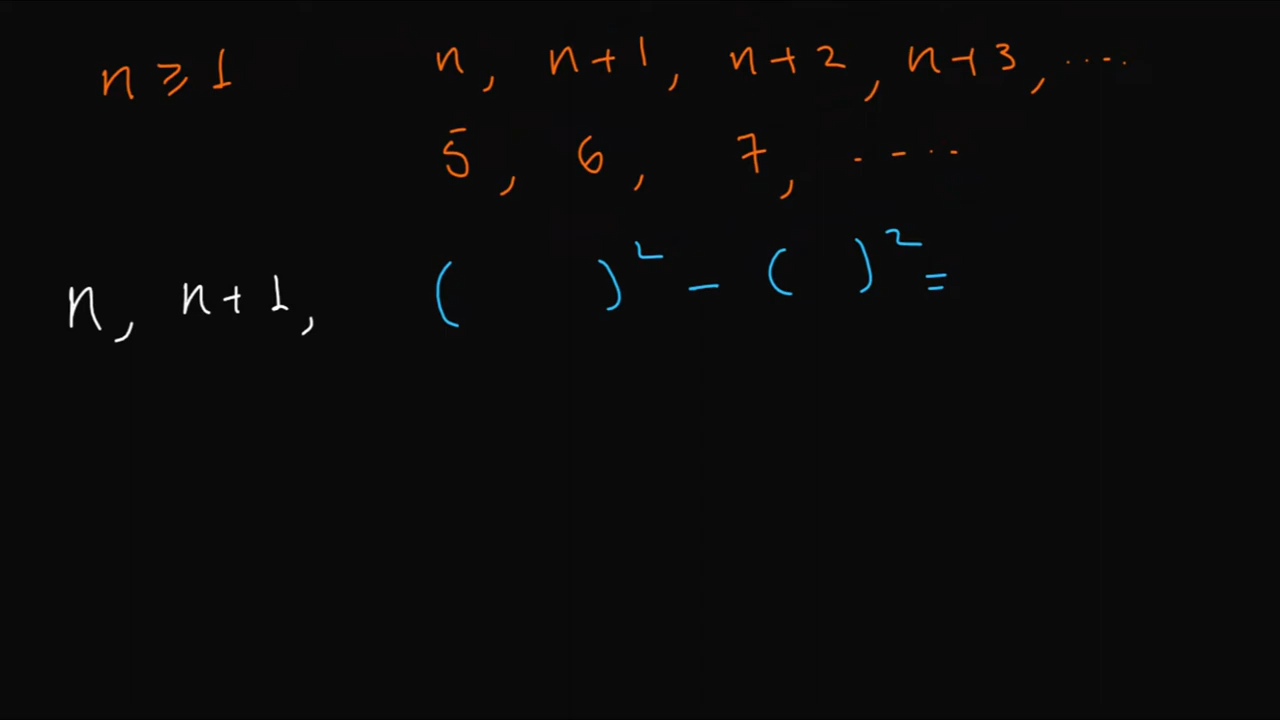 n ≥ 1 n, n+1, n+2, n+3, .....
5, 6, 7, . - ..
n, n+1, ( )² - ( )² =